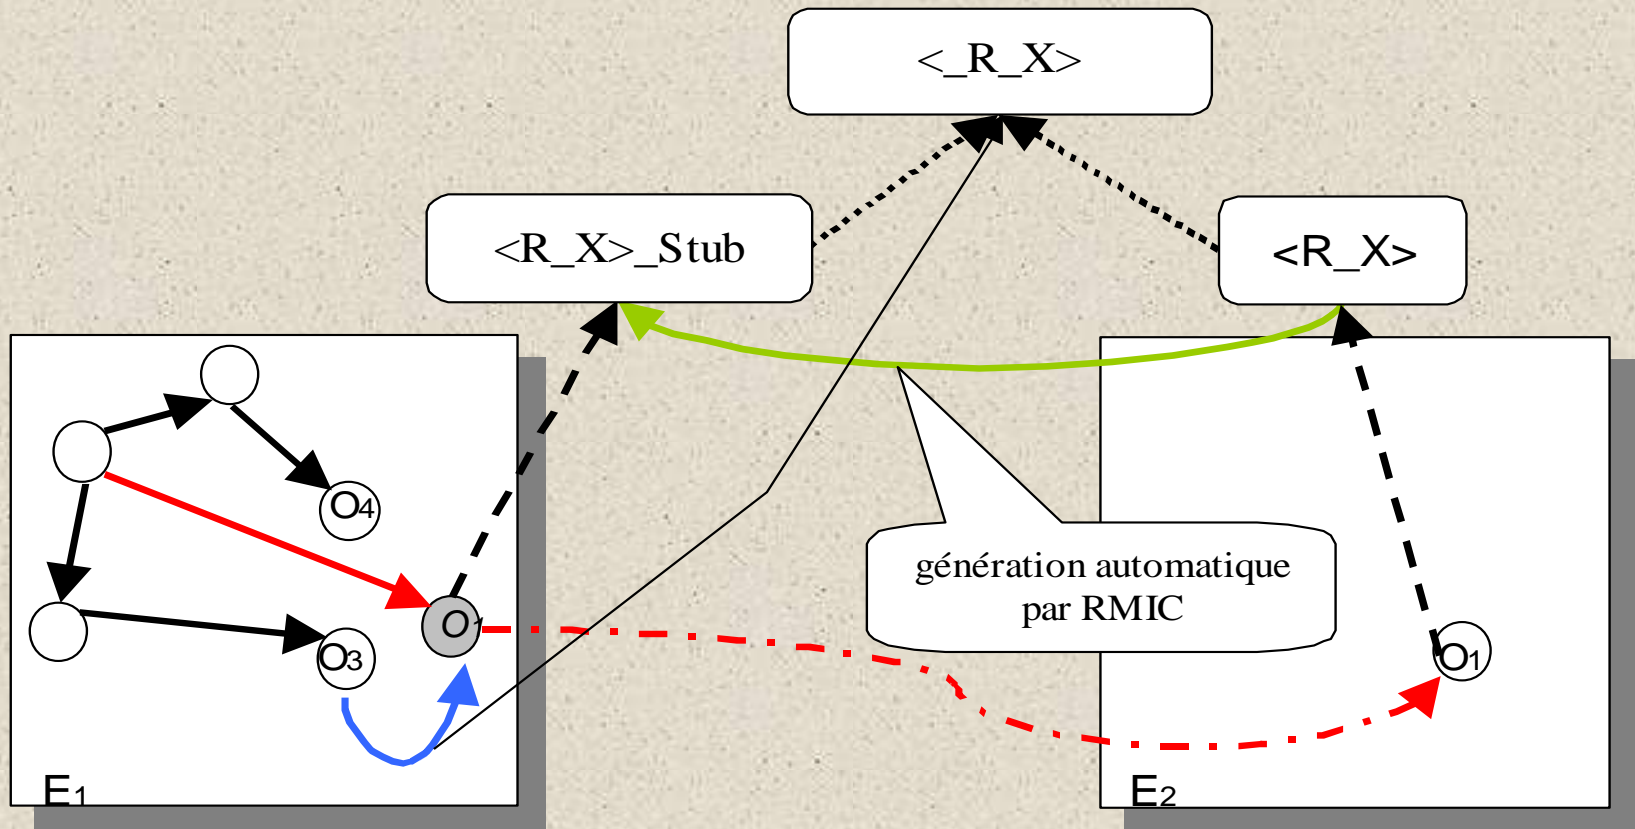 <_R_X>
<R_X>_Stub
<R_X>
O4
génération automatique
par RMIC
O1
O3
O1
E1
E2